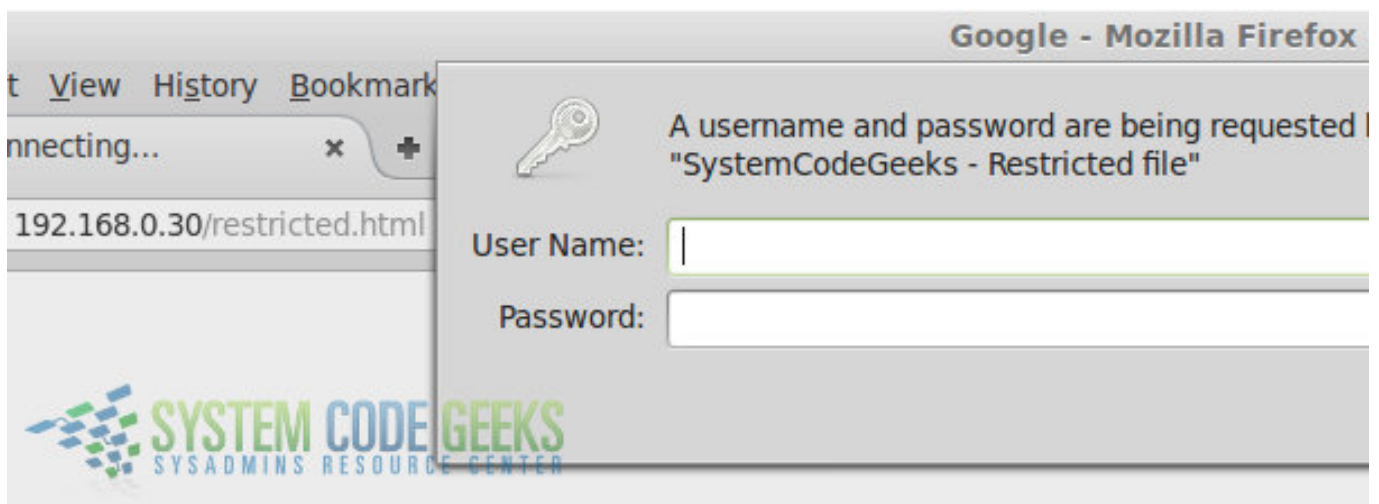 Google - Mozilla Firefox
t View History Bookmark
nnecting...
192.168.0.30/restricted.html
A username and password are being requested
"SystemCodeGeeks - Restricted file"
User Name:
Password:
SYSTEM CODE GEEKS
SYSADMINS RESOURCE CENTER